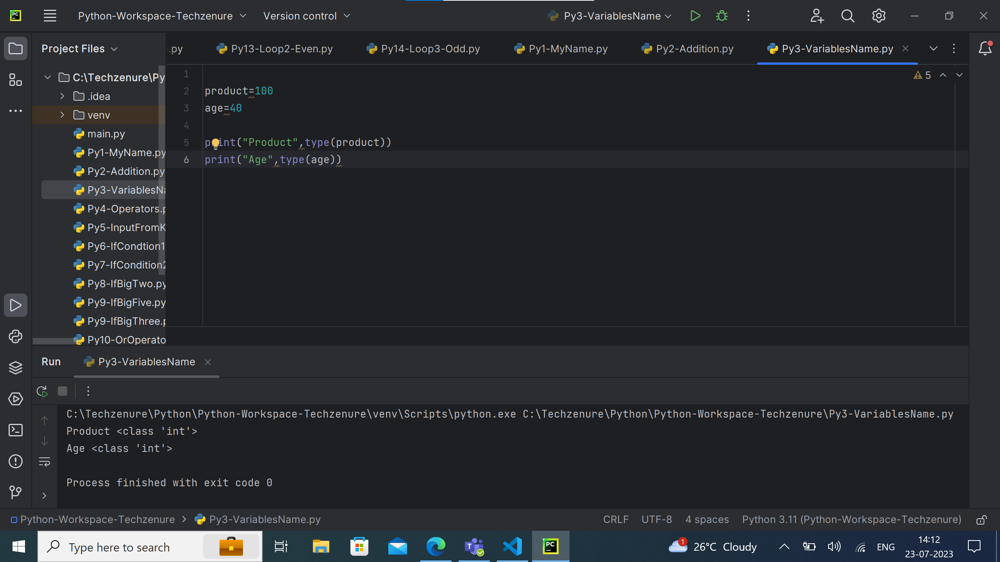 PC
Python-Workspace-Techzenure
Version control
Py3-VariablesName
Project Files
.py
Py13-Loop2-Even.py
Py14-Loop3-Odd.py
Py1-MyName.py
Py2-Addition.py
Py3-VariablesName.py
C:\Techzenure\Py
.idea
venv
main.py
Py1-MyName.py
Py2-Addition.py
Py3-VariablesNa
Py4-Operators.p
Py5-InputFromK
Py6-IfCondtion1
Py7-IfCondition2
Py8-IfBigTwo.py
Py9-IfBigFive.py
Py9-IfBigThree.p
Py10-OrOperato
5
1
2 product=100
3 age=40
4
5 print("Product",type(product))
6 print("Age",type(age))
Run
Py3-VariablesName
C:\Techzenure\Python\Python-Workspace-Techzenure\venv\Scripts\python.exe C:\Techzenure\Python\Python-Workspace-Techzenure\Py3-VariablesName.py
Product <class 'int'>
Age <class 'int'>
Process finished with exit code 0
Python-Workspace-Techzenure > Py3-VariablesName.py
CRLF
UTF-8
4 spaces
Python 3.11 (Python-Workspace-Techzenure)
Type here to search
T
PC
1
26°C Cloudy
ENG
14:12
23-07-2023